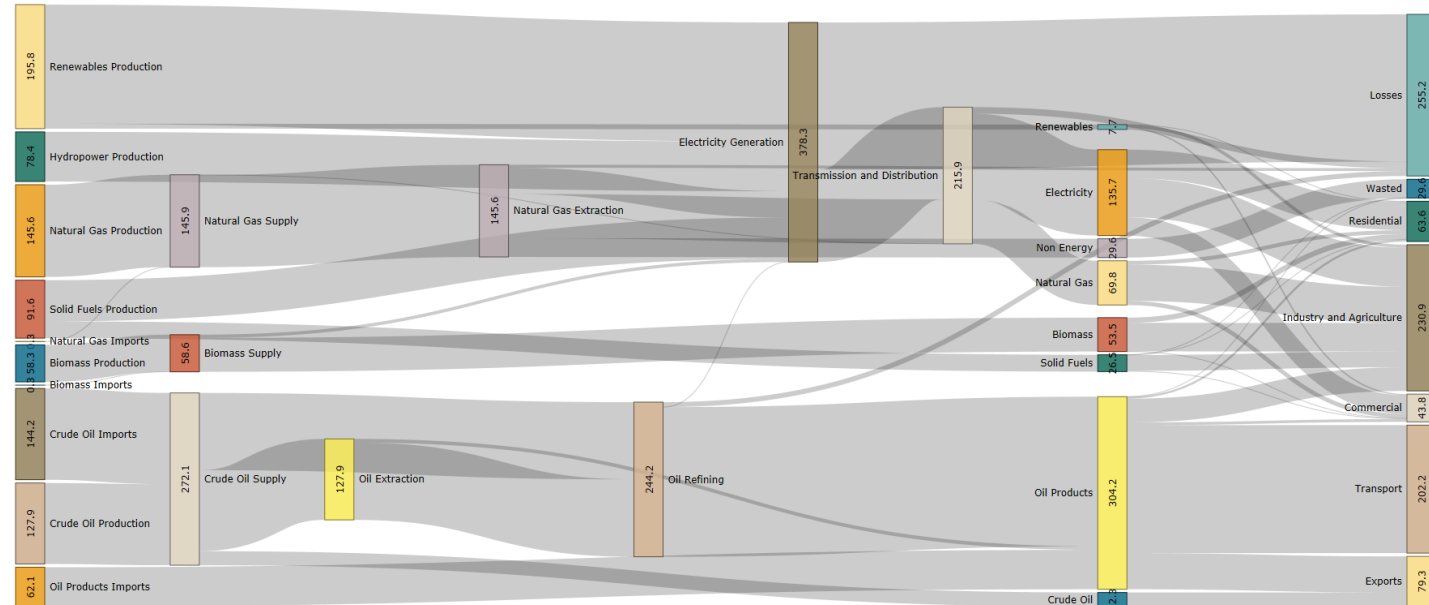 195.8
Renewables Production
78.4
Hydropower Production
145.6
Natural Gas Production
91.6
Solid Fuels Production
0.3
Natural Gas Imports
58.3
Biomass Production
0.3
Biomass Imports
144.2
Crude Oil Imports
127.9
Crude Oil Production
62.1
Oil Products Imports
145.9
Natural Gas Supply
58.6
Biomass Supply
272.1
Crude Oil Supply
127.9
Oil Extraction
145.6
Natural Gas Extraction
244.2
Oil Refining
Electricity Generation
378.3
Transmission and Distribution
215.9
Renewables
7.7
Electricity
135.7
Non Energy
29.6
Natural Gas
69.8
Biomass
53.5
Solid Fuels
26.5
Oil Products
304.2
Crude Oil
Losses
255.2
Wasted
29.6
Residential
63.6
Industry and Agriculture
230.9
Commercial
43.8
Transport
202.2
Exports
79.3